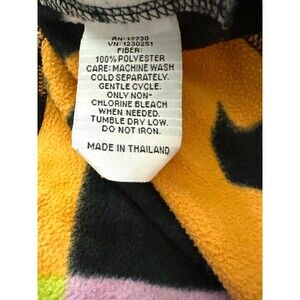 RN: 17730
VN: 1230251
FIBER:
100% POLYESTER
CARE: MACHINE WASH
COLD SEPARATELY.
GENTLE CYCLE.
ONLY NON-
CHLORINE BLEACH
WHEN NEEDED.
TUMBLE DRY LOW.
DO NOT IRON.
MADE IN THAILAND